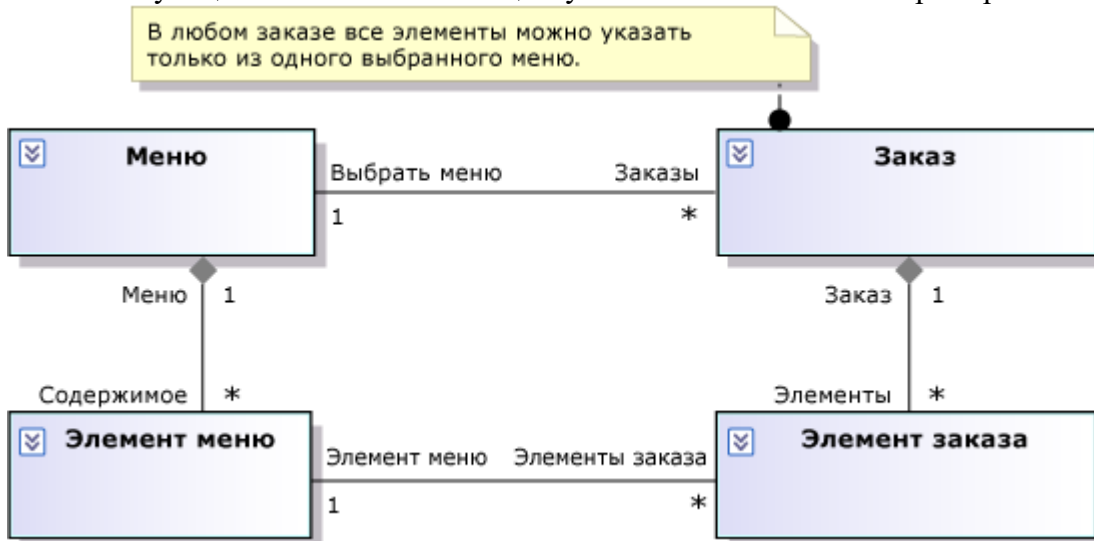 В любом заказе все элементы можно указать
только из одного выбранного меню.
Меню
Заказ
Выбрать меню
Заказы
1
*
Меню
1
Заказ
1
Содержимое
*
Элементы
*
Элемент меню
Элемент заказа
Элемент меню
Элементы заказа
1
*